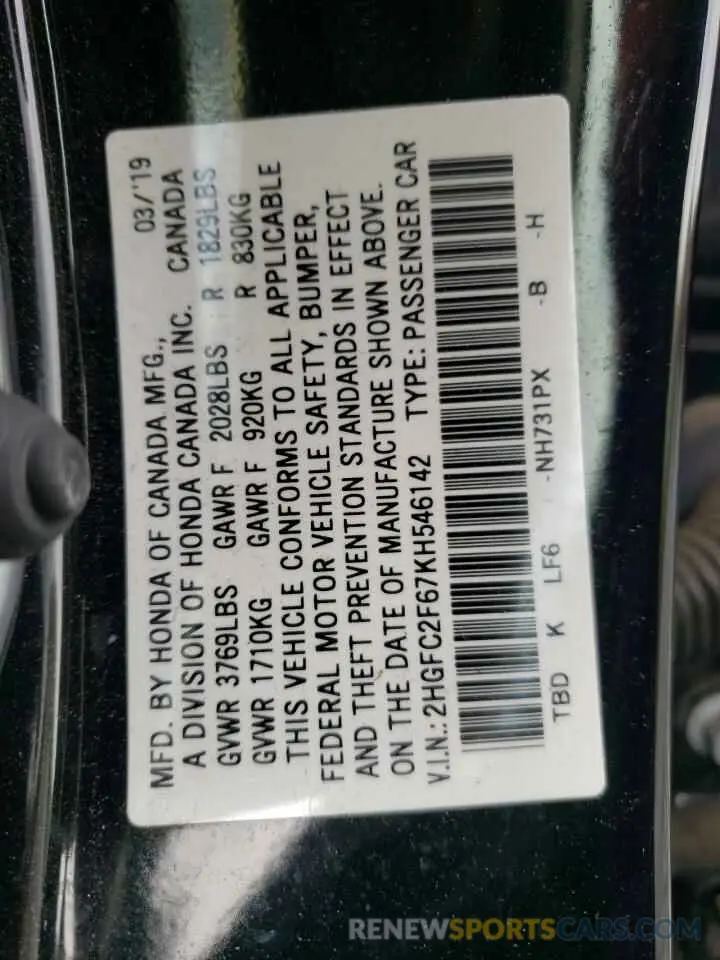 MFD. BY HONDA OF CANADA MFG., 03/'19
A DIVISION OF HONDA CANADA INC. CANADA
GVWR 3769LBS GAWR F 2028LBS R 1829LBS
GVWR 1710KG GAWR F 920KG R 830KG
THIS VEHICLE CONFORMS TO ALL APPLICABLE
FEDERAL MOTOR VEHICLE SAFETY, BUMPER,
AND THEFT PREVENTION STANDARDS IN EFFECT
ON THE DATE OF MANUFACTURE SHOWN ABOVE.
V.I.N.: 2HGFC2F67KH546142 TYPE: PASSENGER CAR
TBD K LF6 -NH731PX -B -H
RENEWSPORTSCARS.COM